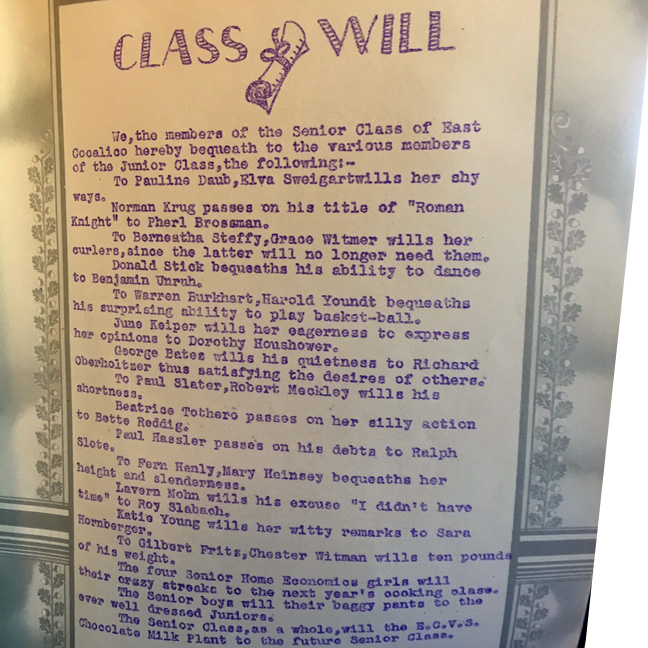 CLASS WILL
We,the members of the Senior Class of East
Cocalico hereby bequeath to the various members
of the Junior Class,the following:-
To Pauline Daub,Elva Sweigartwills her shy
ways.
Norman Krug passes on his title of "Roman
Knight" to Pherl Brossman.
To Berneatha Steffy,Grace Witmer wills her
curlers,since the latter will no longer need them.
Donald Stick bequeaths his ability to dance
to Benjamin Unruh.
To Warren Burkhart,Harold Youndt bequeaths
his surprising ability to play basket-ball.
June Keiper wills her eagerness to express
her opinions to Dorothy Houshower.
George Bates wills his quietness to Richard
Oberholtzer thus satisfying the desires of others.
To Paul Slater,Robert Meckley wills his
shortness.
Beatrice Tothero passes on her silly action
to Bette Reddig.
Paul Hassler passes on his debts to Ralph
Slote.
To Fern Hanly,Mary Heinsey bequeaths her
height and slenderness.
Lavern Mohn wills his excuse "I didn't have
time" to Roy Slabach.
Katie Young wills her witty remarks to Sara
Hornberger.
To Gilbert Fritz,Chester Witman wills ten pounds
of his weight.
The four Senior Home Economics girls will
their crazy streaks to the next year's cooking class.
The Senior boys will their baggy pants to the
ever well dressed Juniors.
The Senior Class,as a whole,will the E.C.V.S.
Chocolate Milk Plant to the future Senior Class.